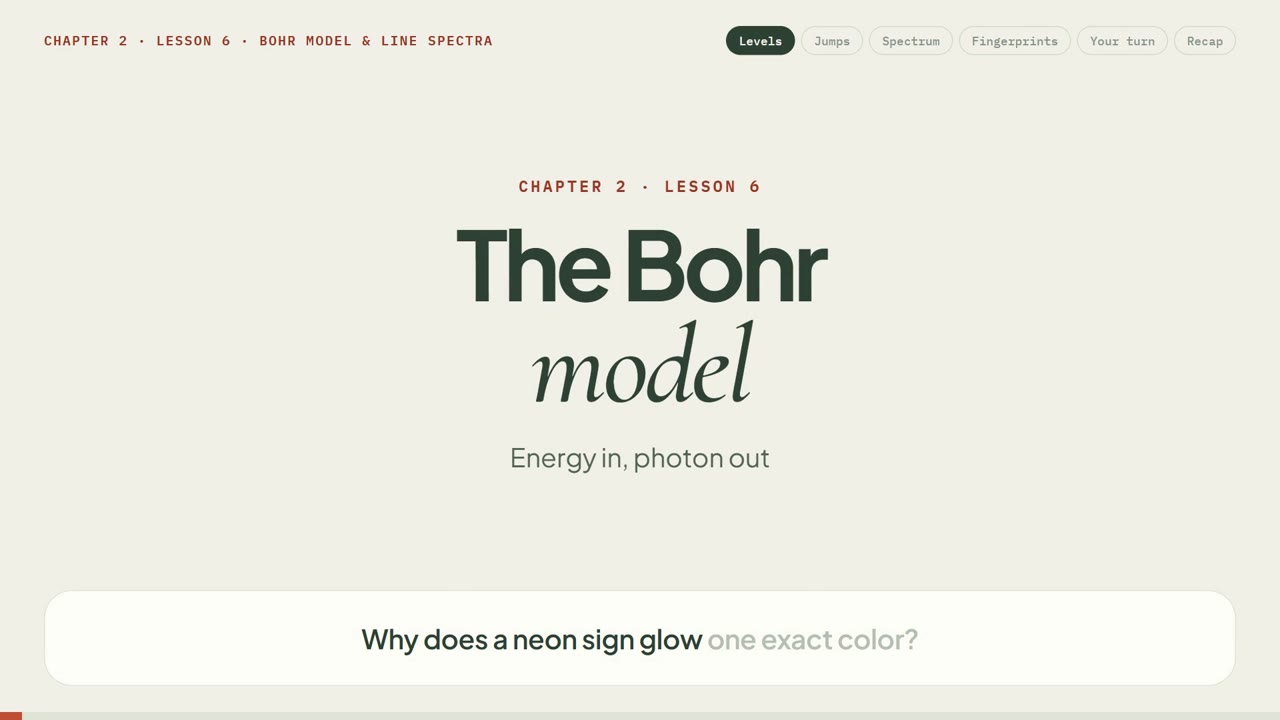 CHAPTER 2 · LESSON 6 · BOHR MODEL & LINE SPECTRA
Levels
Jumps
Spectrum
Fingerprints
Your turn
Recap
CHAPTER 2 · LESSON 6
The Bohr
model
Energy in, photon out
Why does a neon sign glow one exact color?